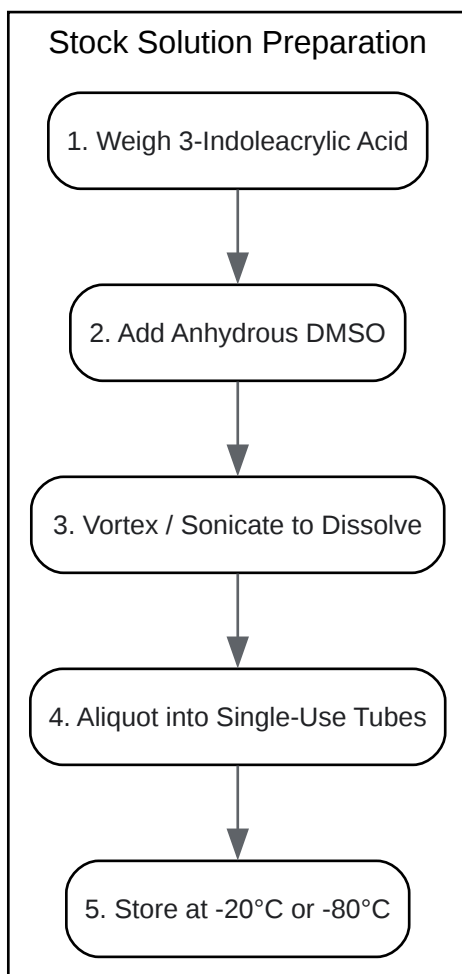 Stock Solution Preparation
1. Weigh 3-Indoleacrylic Acid
2. Add Anhydrous DMSO
3. Vortex / Sonicate to Dissolve
4. Aliquot into Single-Use Tubes
5. Store at -20°C or -80°C